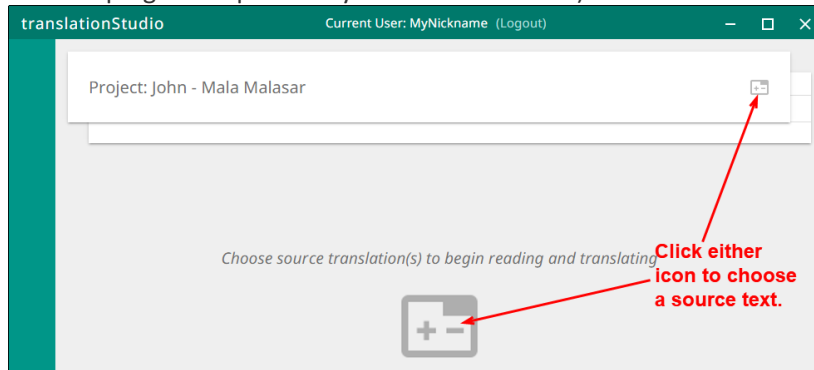 translationStudio Current User: MyNickname (Logout)
Project: John - Mala Malasar
Choose source translation(s) to begin reading and translating
Click either
icon to choose
a source text.